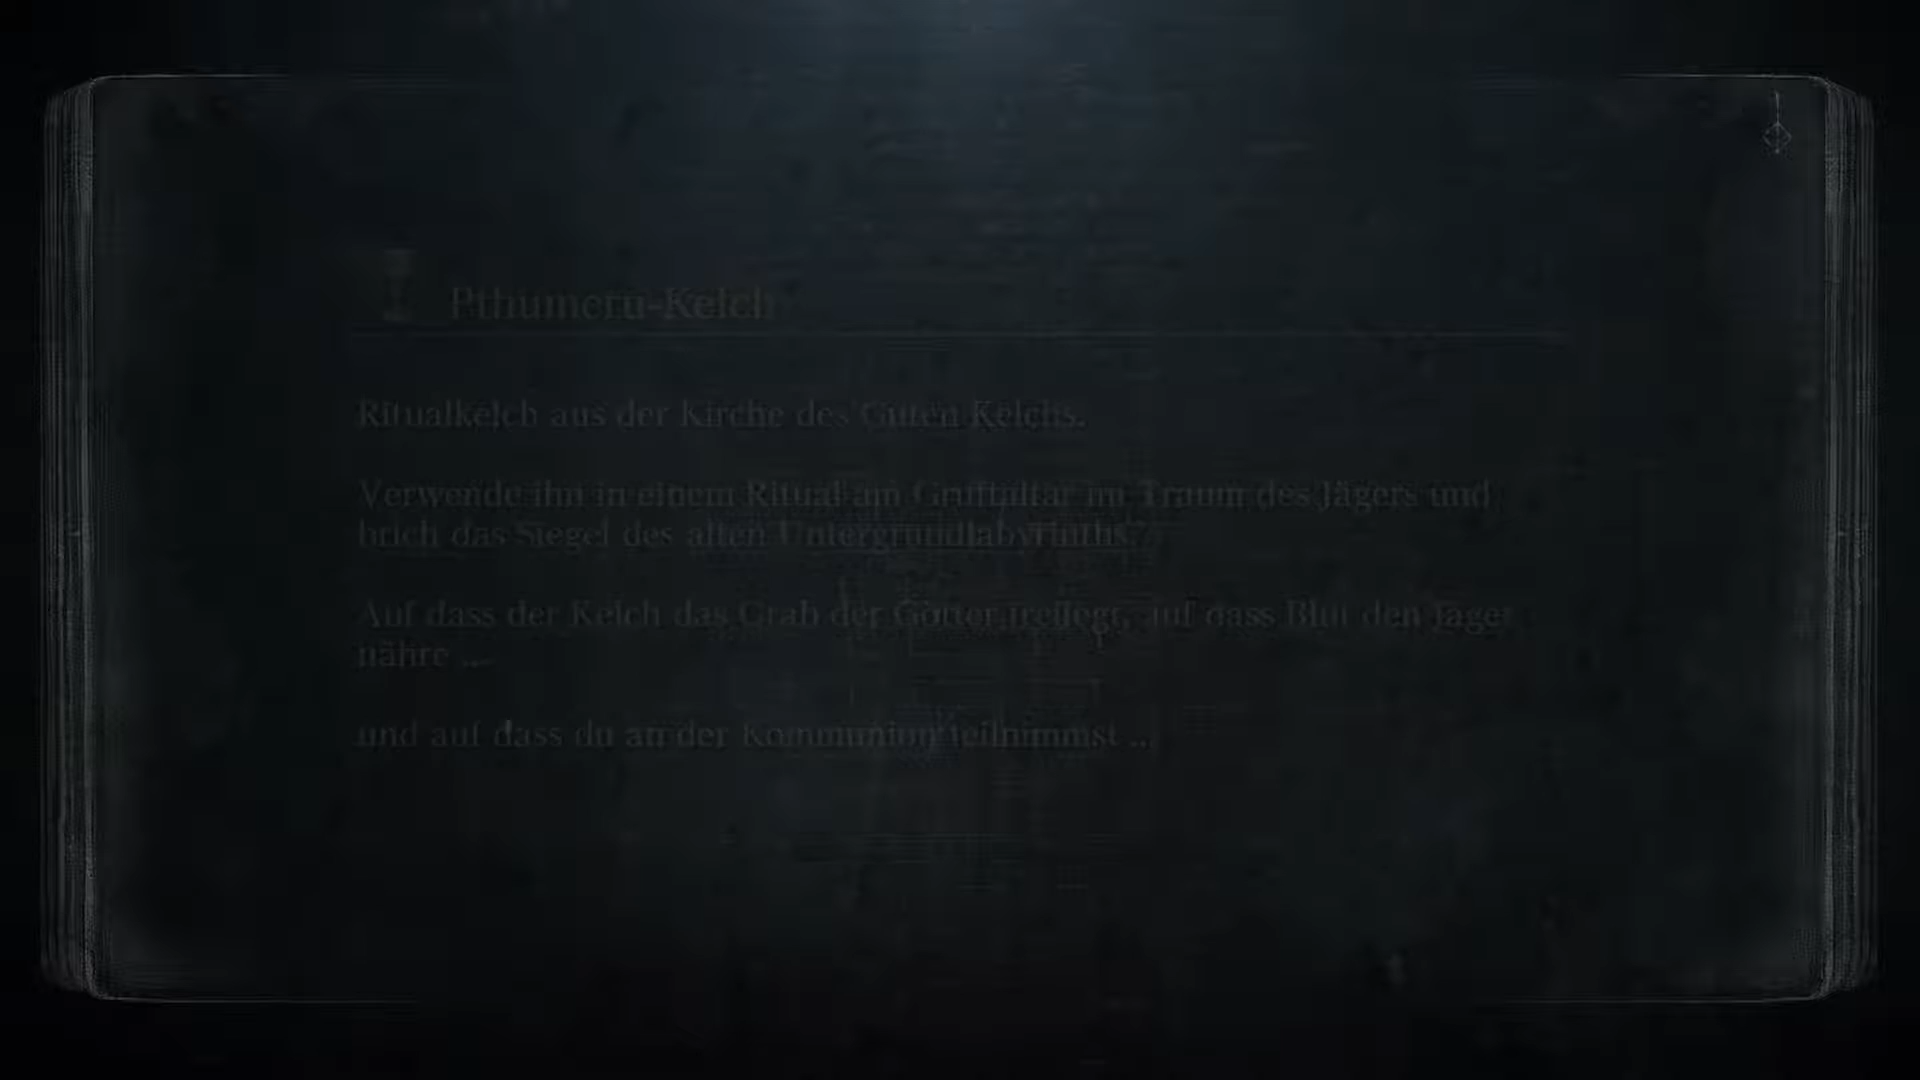 Pthumeru-Kelch
Ritualkelch aus der Kirche des Guten Kelchs.
Verwende ihn in einem Ritual am Gruftaltar im Traum des Jägers und
brich das Siegel des alten Untergrundlabyrinths.
Auf dass der Kelch das Grab der Götter freilegt, auf dass Blut den Jäger
nähre ...
und auf dass du an der Kommunion teilnimmst ...